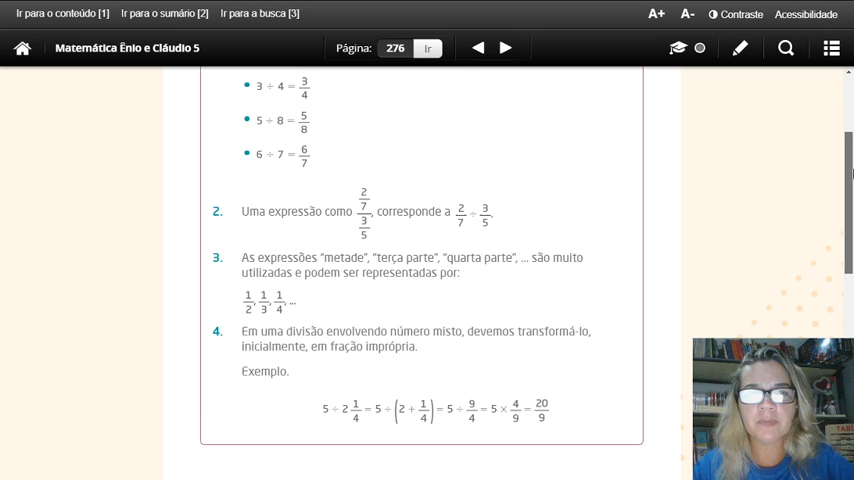 Ir para o conteúdo [1] Ir para o sumário [2] Ir para a busca [3] A+ A- Contraste Acessibilidade
Matemática Ênio e Cláudio 5 Página: 276 Ir
• 3 ÷ 4 = 3/4
• 5 ÷ 8 = 5/8
• 6 ÷ 7 = 6/7
2. Uma expressão como (2/7)/(3/5), corresponde a 2/7 ÷ 3/5.
3. As expressões “metade”, “terça parte”, “quarta parte”, ... são muito
utilizadas e podem ser representadas por:
1/2, 1/3, 1/4, ...
4. Em uma divisão envolvendo número misto, devemos transformá-lo,
inicialmente, em fração imprópria.
Exemplo.
5 ÷ 2 1/4 = 5 ÷ (2 + 1/4) = 5 ÷ 9/4 = 5 × 4/9 = 20/9